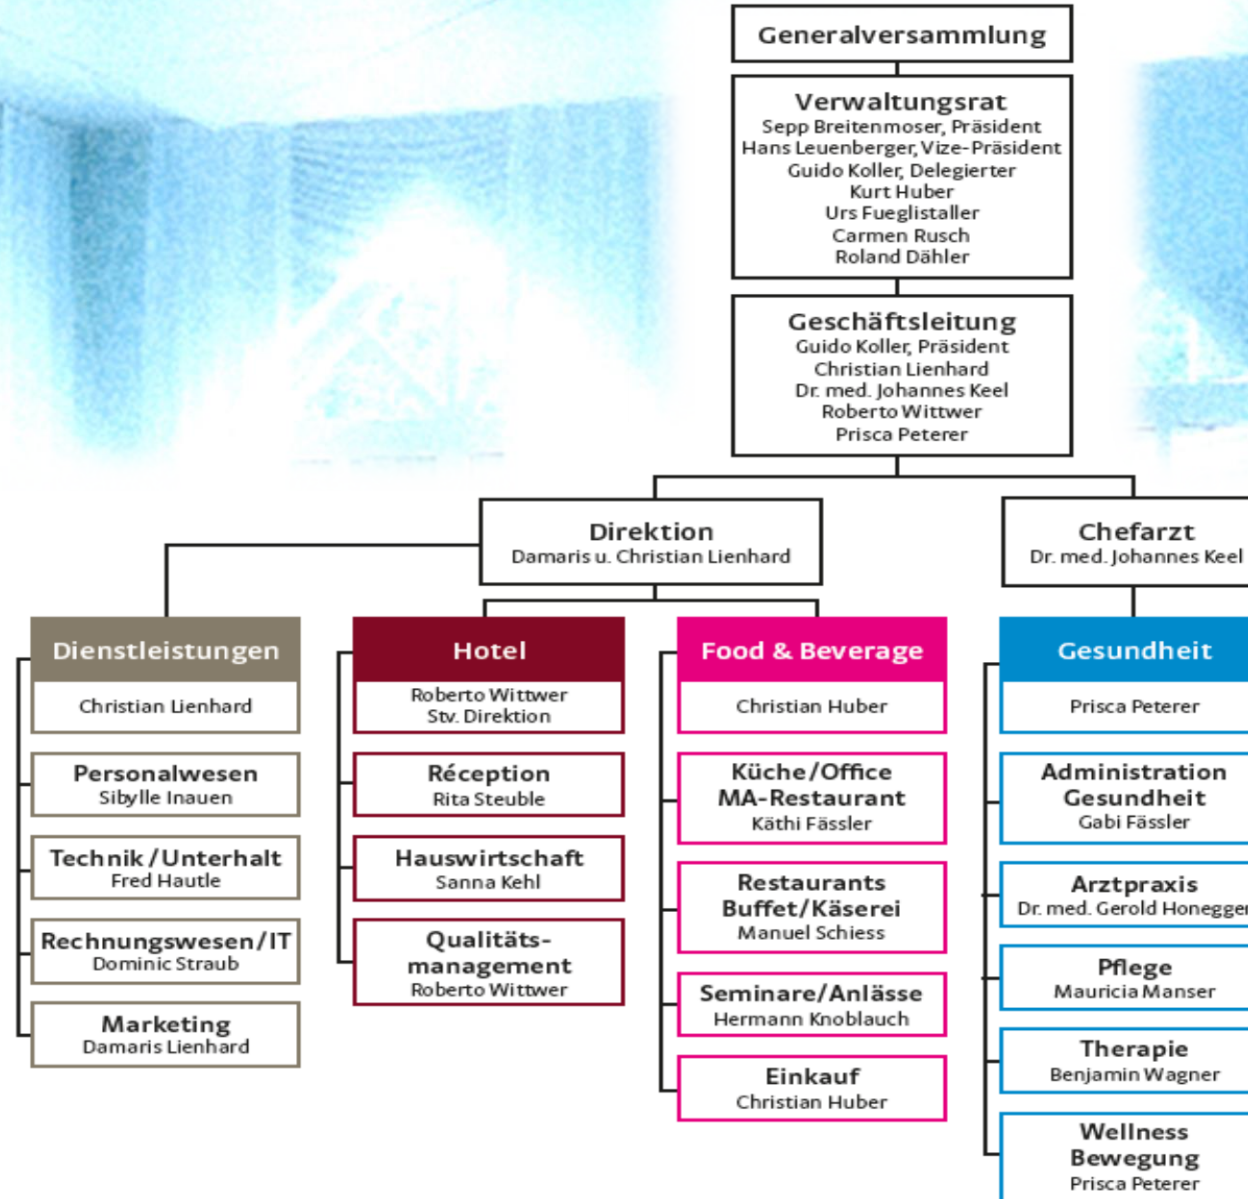 Generalversammlung
Verwaltungsrat
Sepp Breitenmoser, Präsident
Hans Leuenberger, Vize-Präsident
Guido Koller, Delegierter
Kurt Huber
Urs Fueglistaller
Carmen Rusch
Roland Dähler
Geschäftsleitung
Guido Koller, Präsident
Christian Lienhard
Dr. med. Johannes Keel
Roberto Wittwer
Prisca Peterer
Direktion
Damaris u. Christian Lienhard
Chefarzt
Dr. med. Johannes Keel
Dienstleistungen
Christian Lienhard
Personalwesen
Sibylle Inauen
Technik/Unterhalt
Fred Hautle
Rechnungswesen/IT
Dominic Straub
Marketing
Damaris Lienhard
Hotel
Roberto Wittwer
Stv. Direktion
Réception
Rita Steuble
Hauswirtschaft
Sanna Kehl
Qualitäts-
management
Roberto Wittwer
Food & Beverage
Christian Huber
Küche/Office
MA-Restaurant
Käthi Fässler
Restaurants
Buffet/Käserei
Manuel Schiess
Seminare/Anlässe
Hermann Knoblauch
Einkauf
Christian Huber
Gesundheit
Prisca Peterer
Administration
Gesundheit
Gabi Fässler
Arztpraxis
Dr. med. Gerold Honegger
Pflege
Mauricia Manser
Therapie
Benjamin Wagner
Wellness
Bewegung
Prisca Peterer